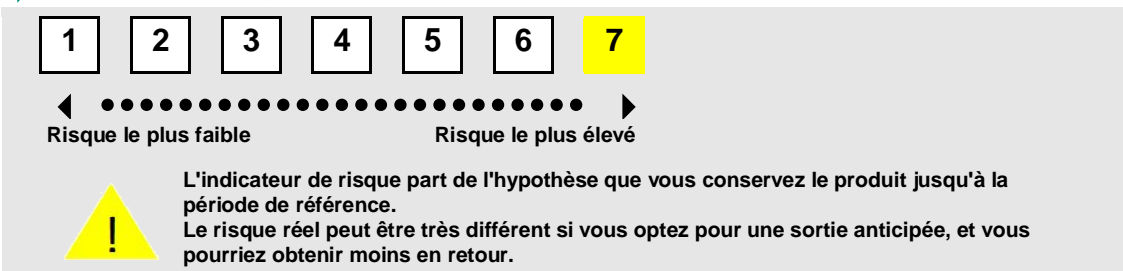 1 2 3 4 5 6 7
Risque le plus faible Risque le plus élevé
L'indicateur de risque part de l'hypothèse que vous conservez le produit jusqu'à la
période de référence.
Le risque réel peut être très différent si vous optez pour une sortie anticipée, et vous
pourriez obtenir moins en retour.
!